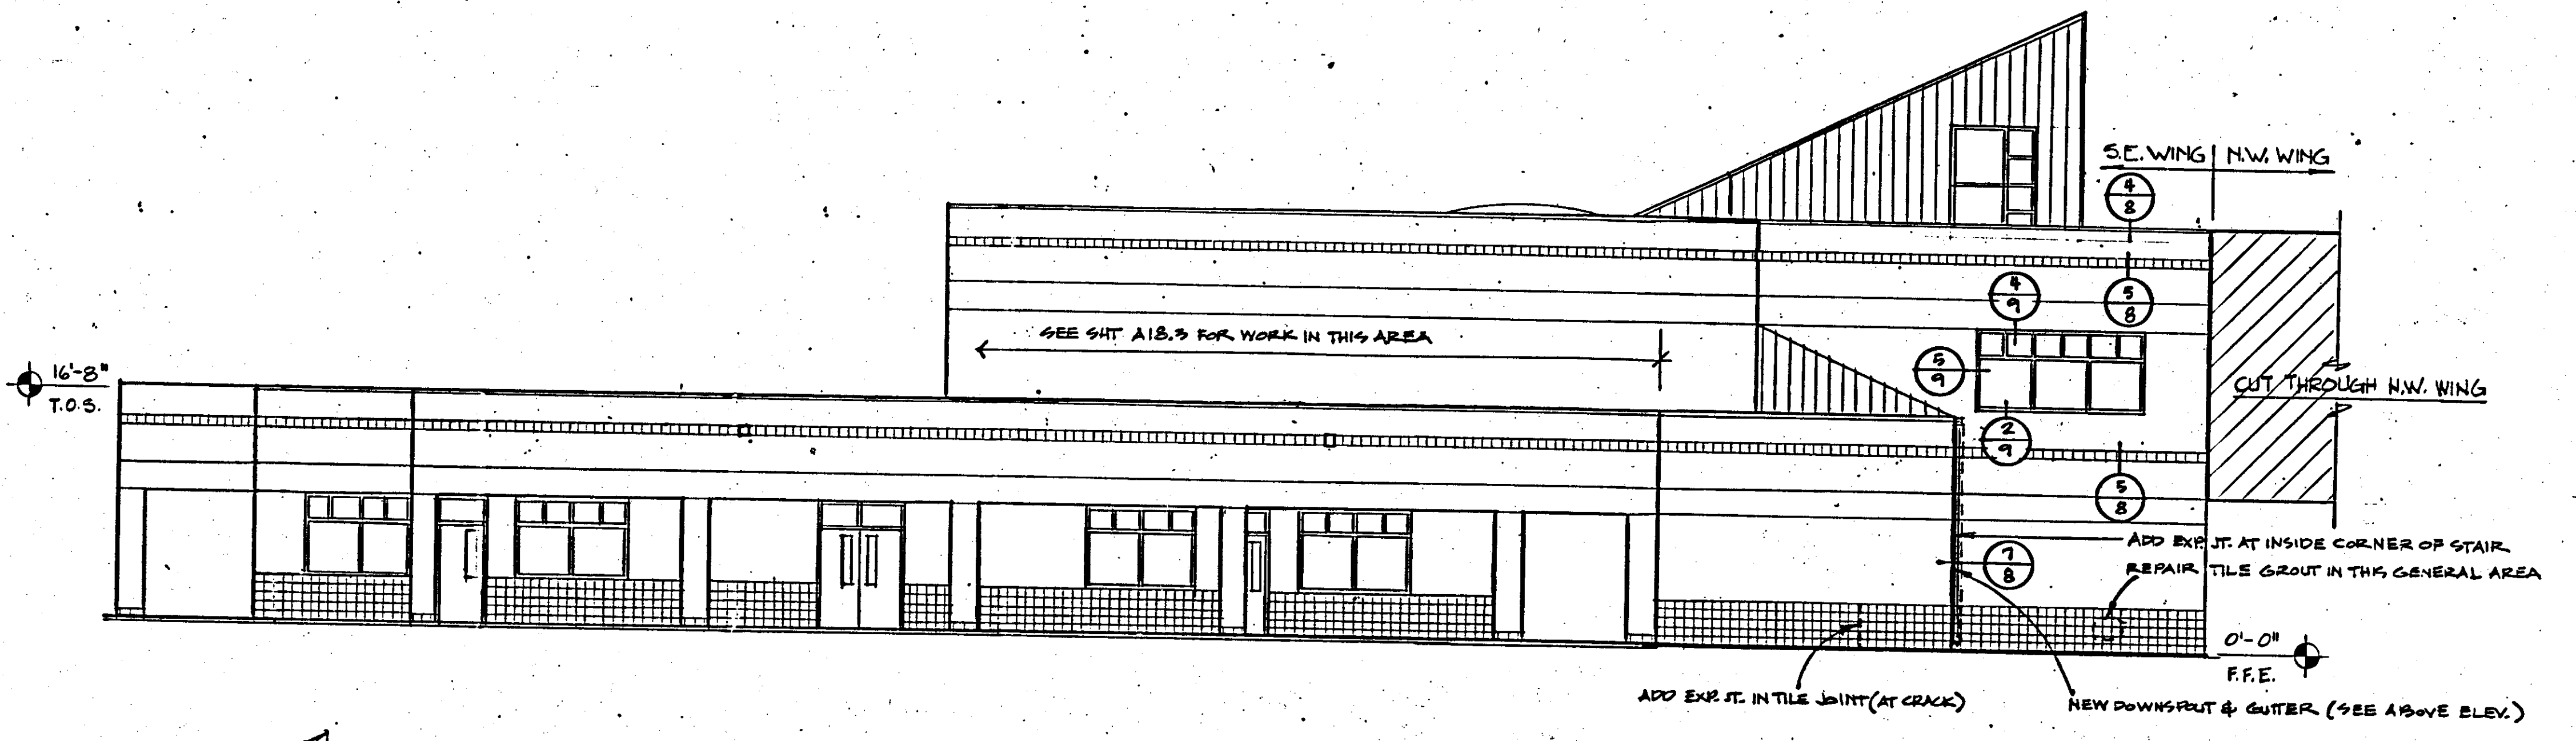 S.E. WING N.W. WING
4
8
4
9
5
8
SEE SHT A18.3 FOR WORK IN THIS AREA
5
9
16'-8"
T.O.S.
CUT THROUGH N.W. WING
2
9
5
8
ADD EXP. JT. AT INSIDE CORNER OF STAIR
7
8
REPAIR TILE GROUT IN THIS GENERAL AREA
0'-0"
F.F.E.
ADD EXP. JT. IN TILE JOINT (AT CRACK)
NEW DOWNSPOUT & GUTTER (SEE ABOVE ELEV.)